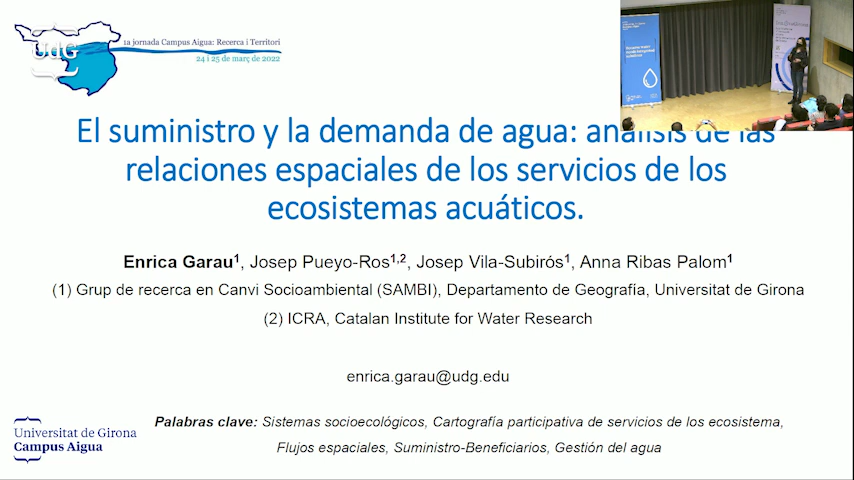 UdG
1a jornada Campus Aigua: Recerca i Territori
24 i 25 de març de 2022
El suministro y la demanda de agua: análisis de las
relaciones espaciales de los servicios de los
ecosistemas acuáticos.
Enrica Garau1, Josep Pueyo-Ros1,2, Josep Vila-Subirós1, Anna Ribas Palom1
(1) Grup de recerca en Canvi Socioambiental (SAMBI), Departamento de Geografía, Universitat de Girona
(2) ICRA, Catalan Institute for Water Research
enrica.garau@udg.edu
Palabras clave: Sistemas socioecológicos, Cartografía participativa de servicios de los ecosistema,
Flujos espaciales, Suministro-Beneficiarios, Gestión del agua
Universitat de Girona
Campus Aigua